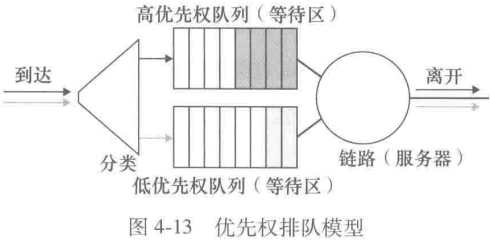 高优先权队列（等待区）
到达
离开
分类
链路（服务器）
低优先权队列（等待区）
图 4-13 优先权排队模型